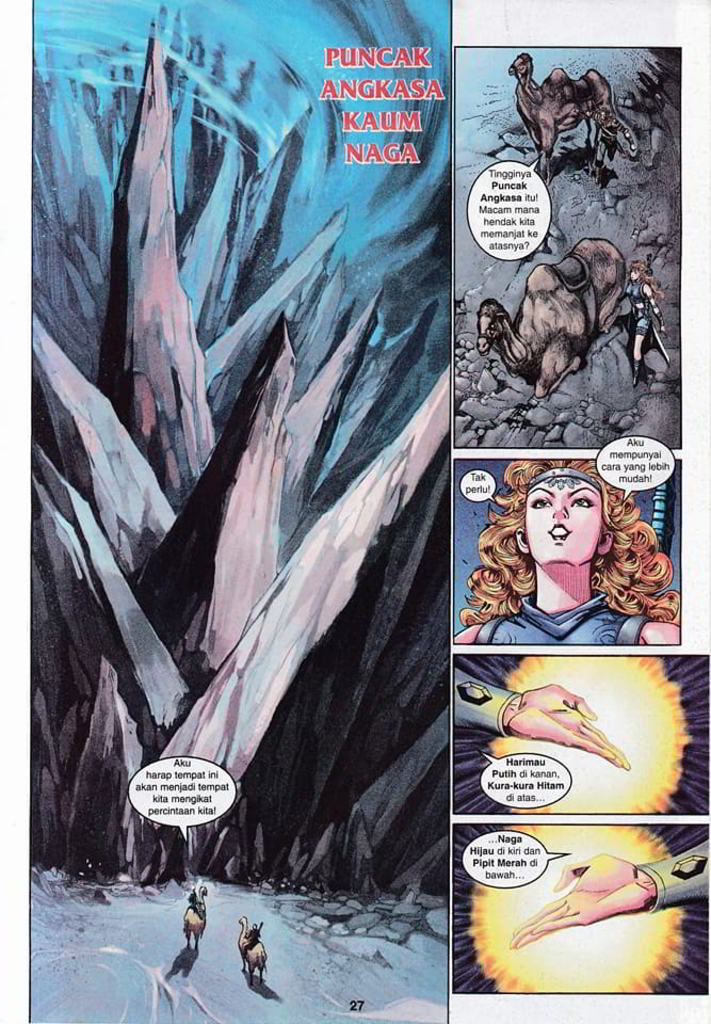 PUNCAK
ANGKASA
KAUM
NAGA
Aku
harap tempat ini
akan menjadi tempat
kita mengikat
percintaan kita!
27
Tingginya
Puncak
Angkasa itu!
Macam mana
hendak kita
memanjat ke
atasnya?
Tak
perlu!
Aku
mempunyai
cara yang lebih
mudah!
Harimau
Putih di kanan,
Kura-kura Hitam
di atas...
...Naga
Hijau di kiri dan
Pipit Merah di
bawah...